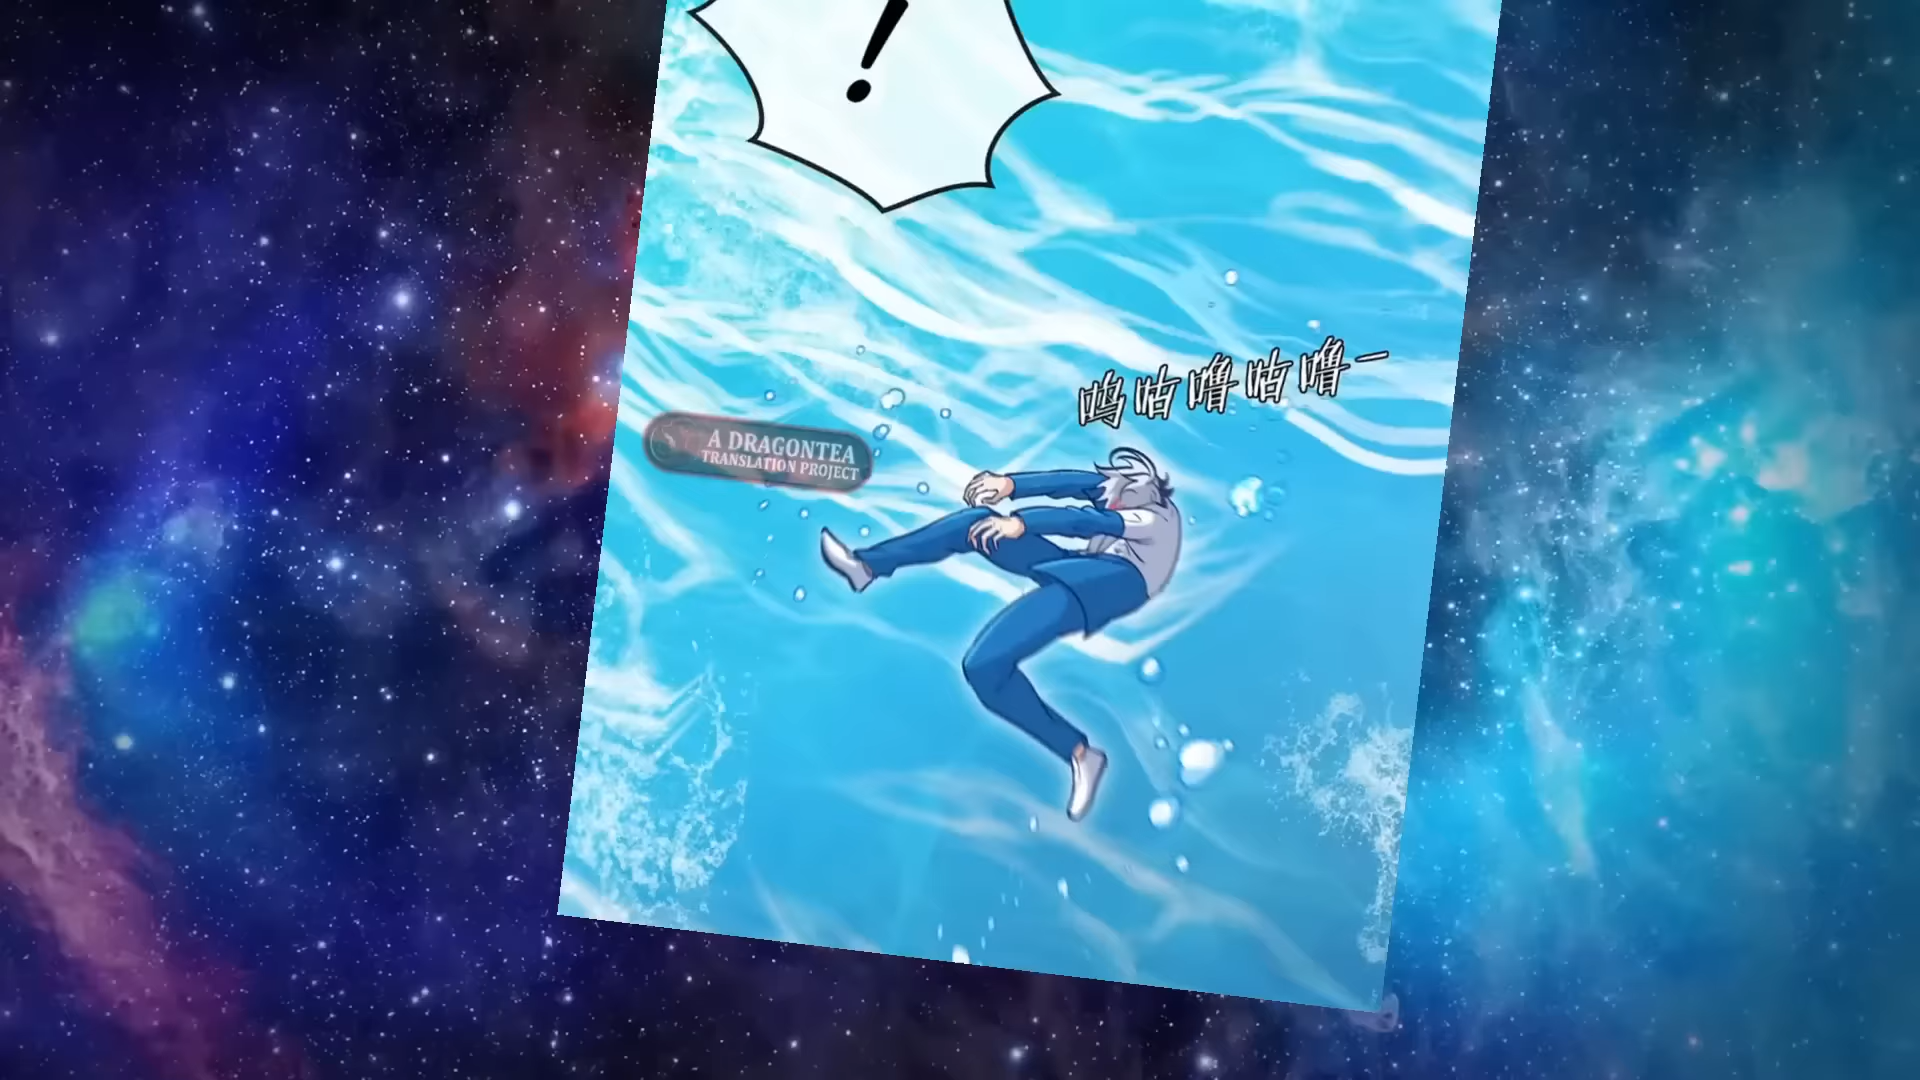 !
呜咕噜咕噜—
A DRAGONTEA
TRANSLATION PROJECT